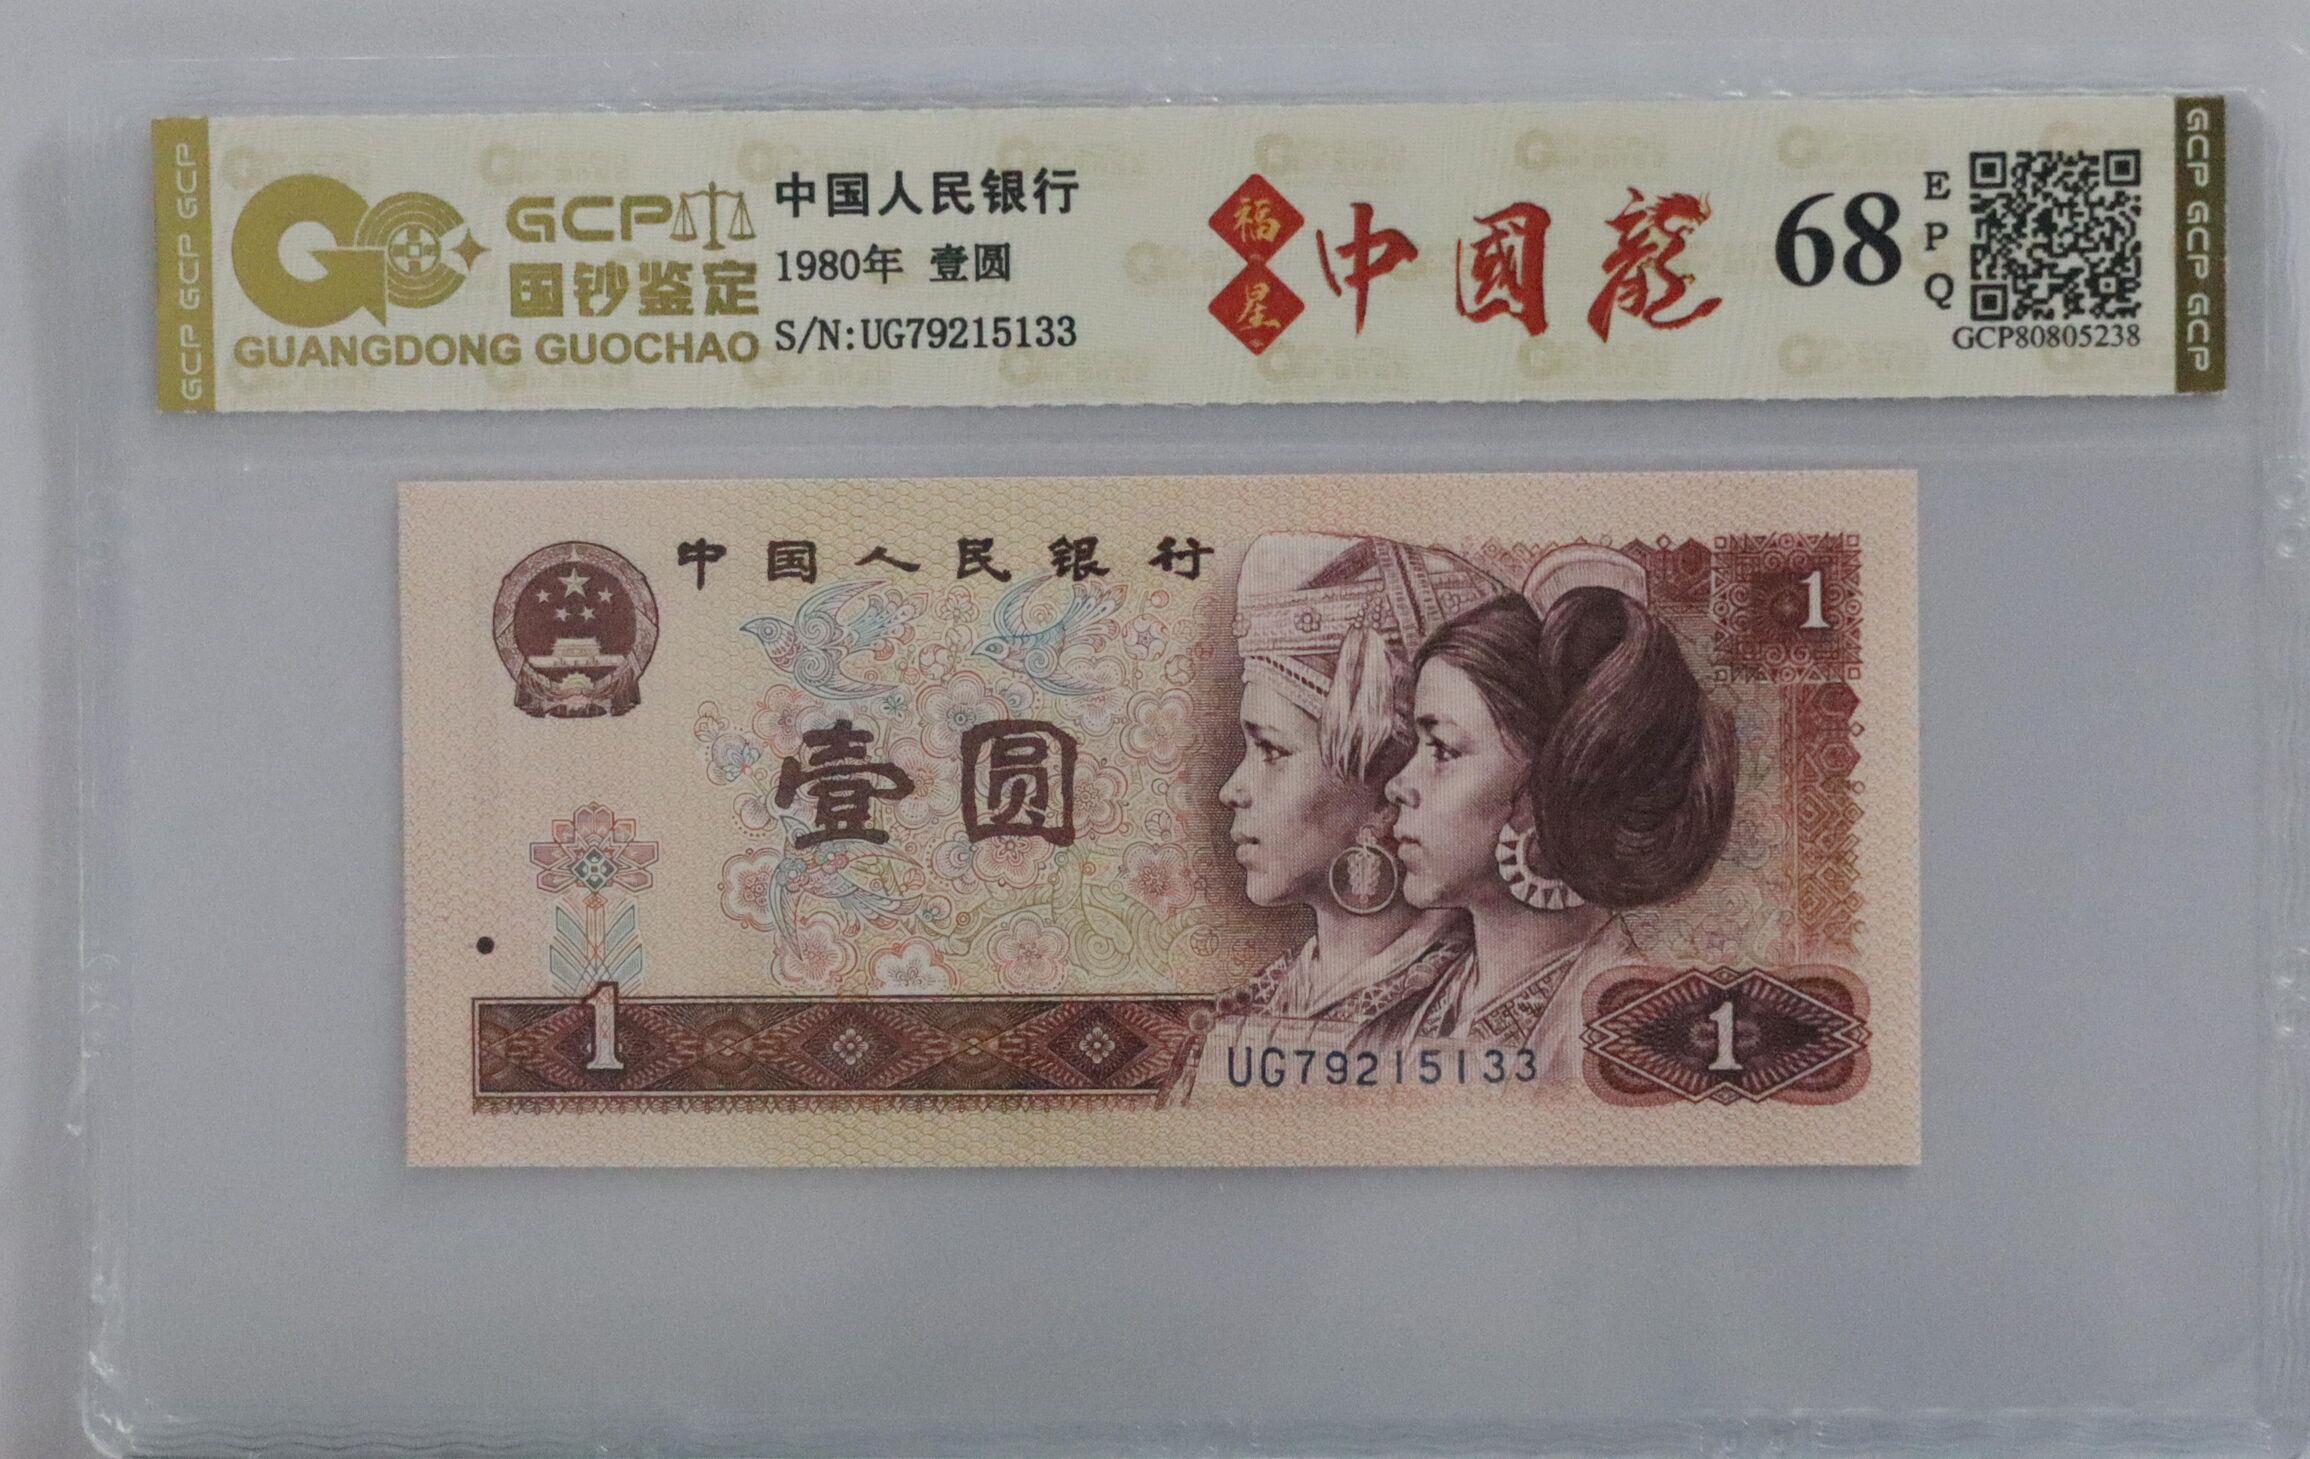 GCP GCP GCP
GCP
国钞鉴定
GUANGDONG GUOCHAO
中国人民银行
1980年 壹圆
S/N:UG79215133
福星
中國龍
68
EPQ
GCP80805238
GCP GCP GCP
中国人民银行
1
壹圆
1
UG79215133
1